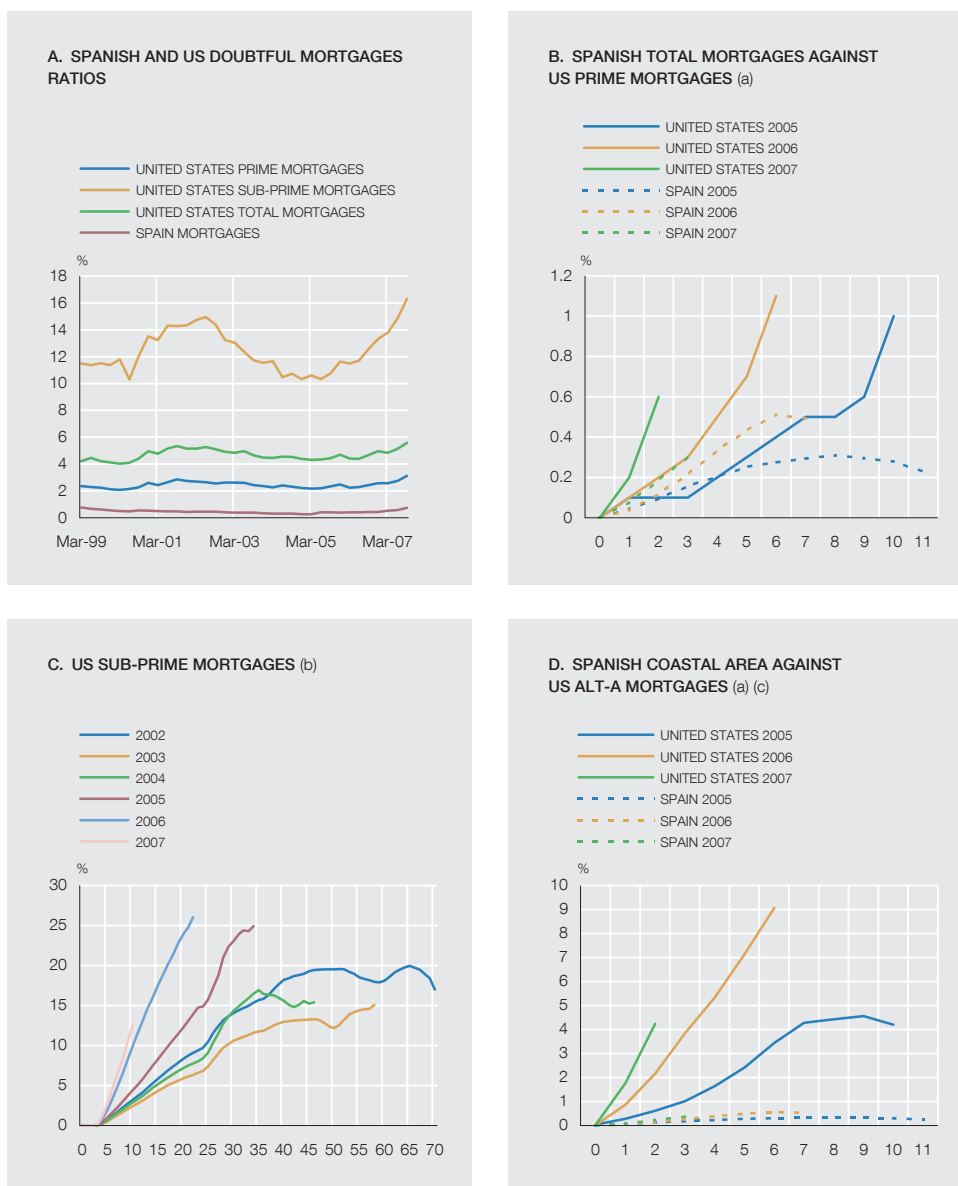 A. SPANISH AND US DOUBTFUL MORTGAGES
RATIOS
UNITED STATES PRIME MORTGAGES
UNITED STATES SUB-PRIME MORTGAGES
UNITED STATES TOTAL MORTGAGES
SPAIN MORTGAGES
%
18
16
14
12
10
8
6
4
2
0
Mar-99 Mar-01 Mar-03 Mar-05 Mar-07
B. SPANISH TOTAL MORTGAGES AGAINST
US PRIME MORTGAGES (a)
UNITED STATES 2005
UNITED STATES 2006
UNITED STATES 2007
SPAIN 2005
SPAIN 2006
SPAIN 2007
%
1.2
1
0.8
0.6
0.4
0.2
0
0 1 2 3 4 5 6 7 8 9 10 11
C. US SUB-PRIME MORTGAGES (b)
2002
2003
2004
2005
2006
2007
%
30
25
20
15
10
5
0
0 5 10 15 20 25 30 35 40 45 50 55 60 65 70
D. SPANISH COASTAL AREA AGAINST
US ALT-A MORTGAGES (a) (c)
UNITED STATES 2005
UNITED STATES 2006
UNITED STATES 2007
SPAIN 2005
SPAIN 2006
SPAIN 2007
%
10
9
8
7
6
5
4
3
2
1
0
0 1 2 3 4 5 6 7 8 9 10 11